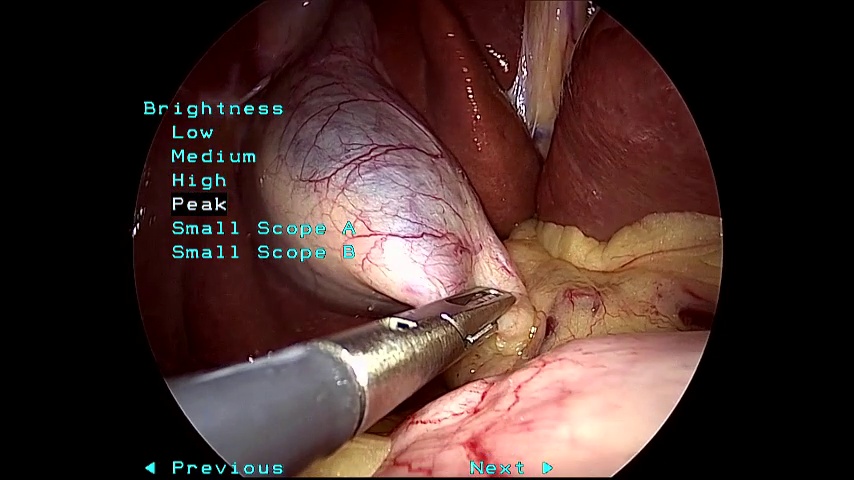 Brightness
Low
Medium
High
Peak
Small Scope A
Small Scope B
◀ Previous
Next ▶